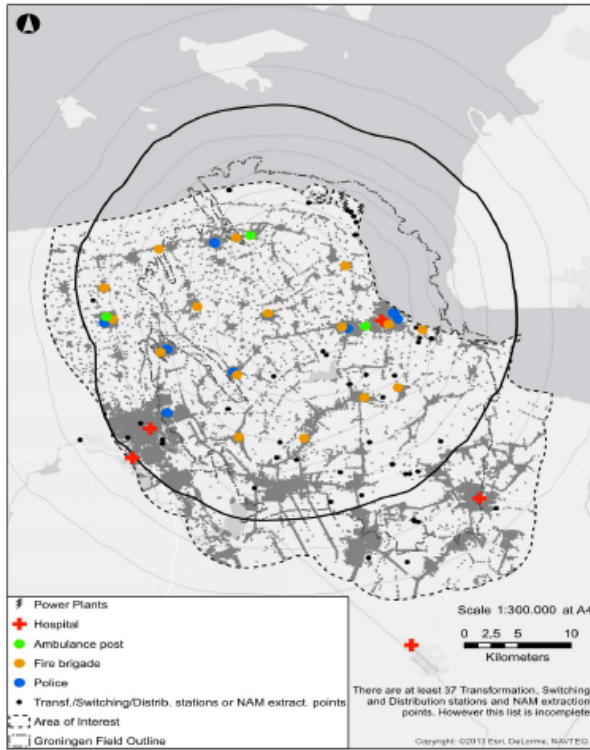 Power Plants
Hospital
Ambulance post
Fire brigade
Police
Transf./Switching/Distrib. stations or NAM extract. points
Area of Interest
Groningen Field Outline
Scale 1:300.000 at A4
0 2,5 5 10
Kilometers
There are at least 37 Transformation, Switching
and Distribution stations and NAM extraction
points. However this list is incomplete
Copyright: ©2013 Esri, DeLorme, NAVTEQ